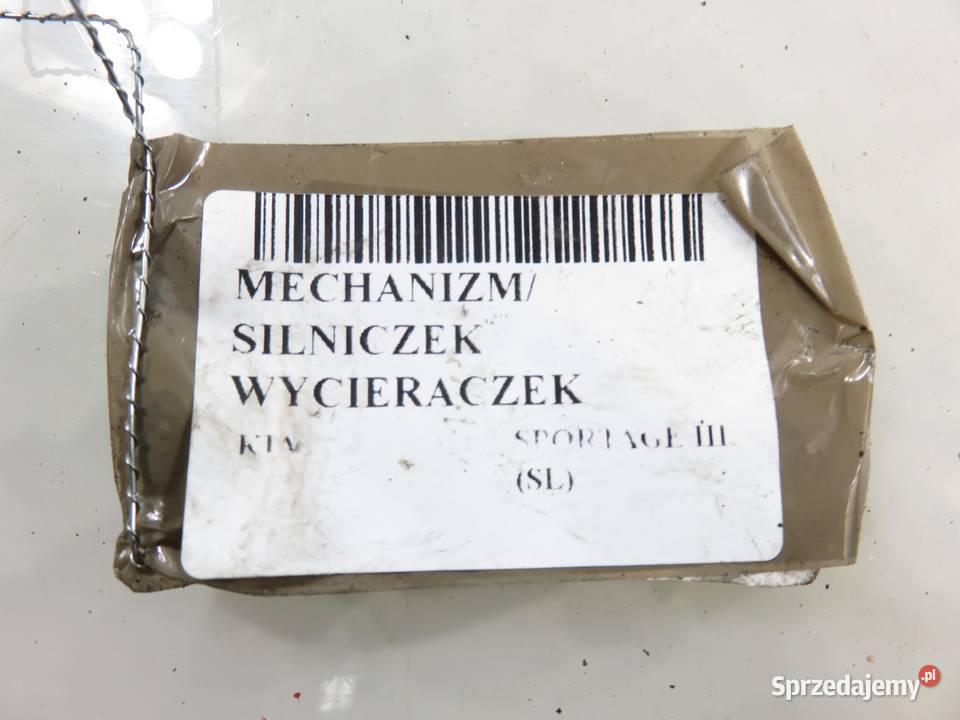 MECHANIZM/
SILNICZEK
WYCIERACZEK
KIA SPORTAGE III
(SL)
Sprzedajemy.pl